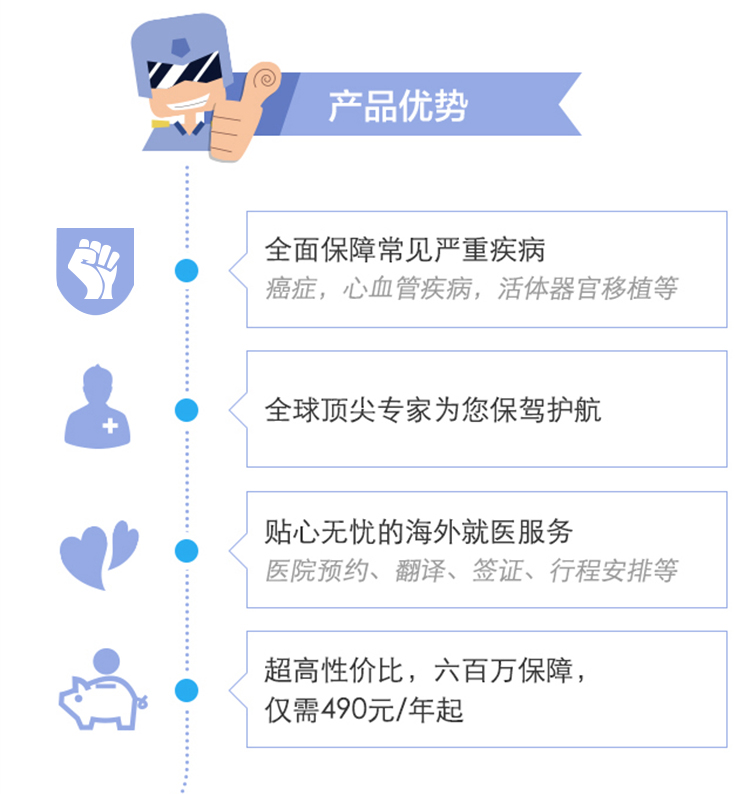 产品优势
全面保障常见严重疾病
癌症，心血管疾病，活体器官移植等
全球顶尖专家为您保驾护航
贴心无忧的海外就医服务
医院预约、翻译、签证、行程安排等
超高性价比，六百万保障，
仅需490元/年起